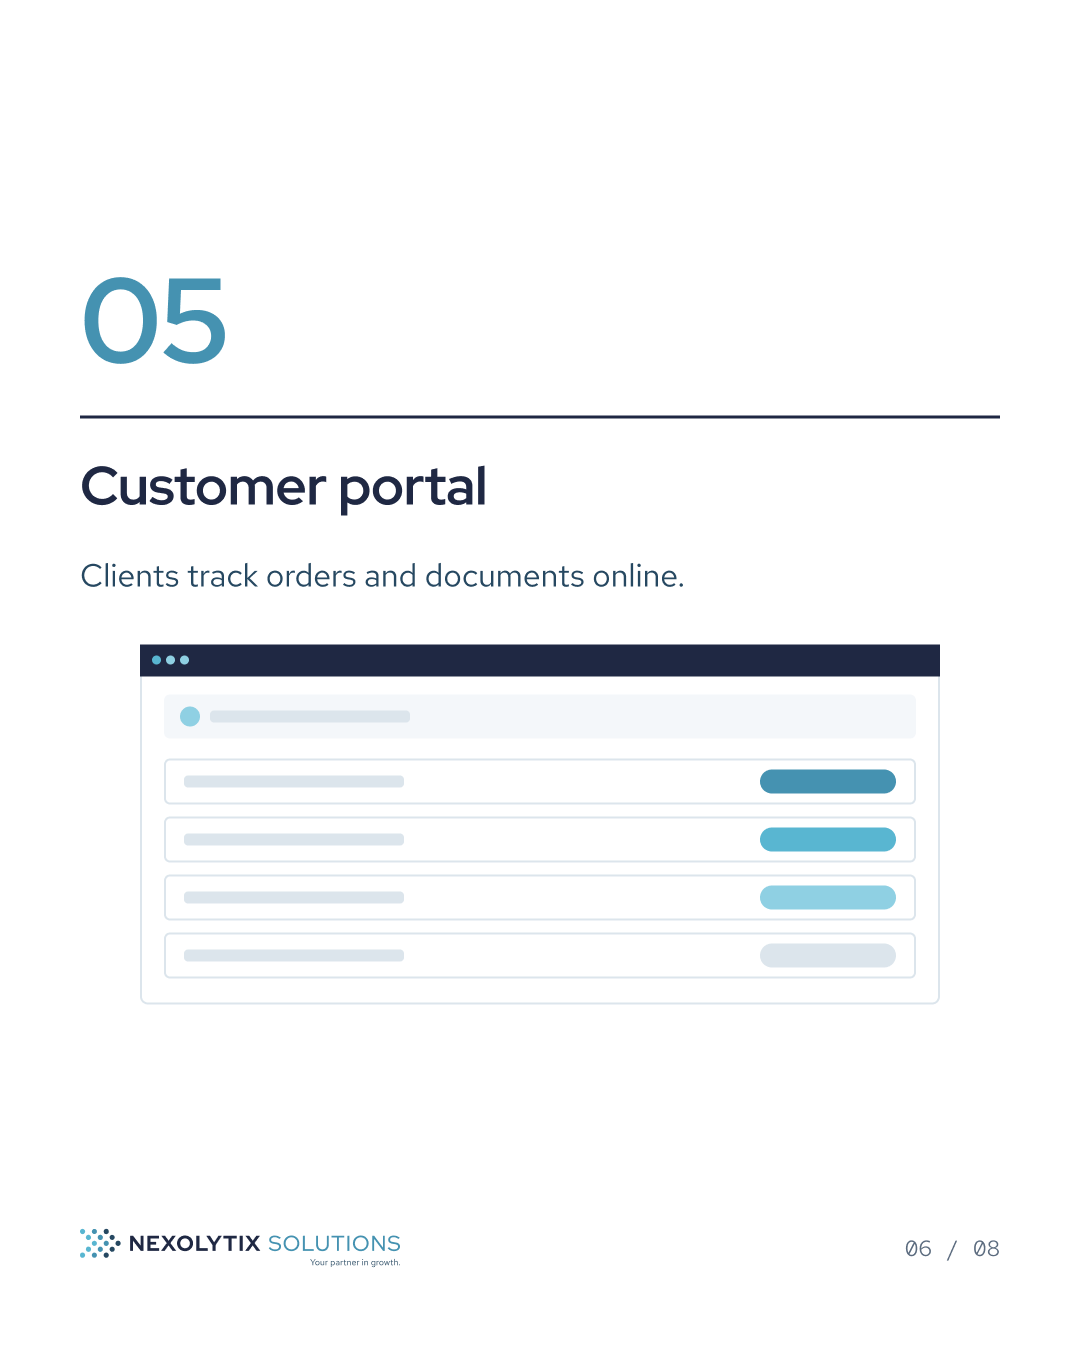 05
Customer portal
Clients track orders and documents online.
NEXOLYTIX SOLUTIONS
Your partner in growth.
06 / 08